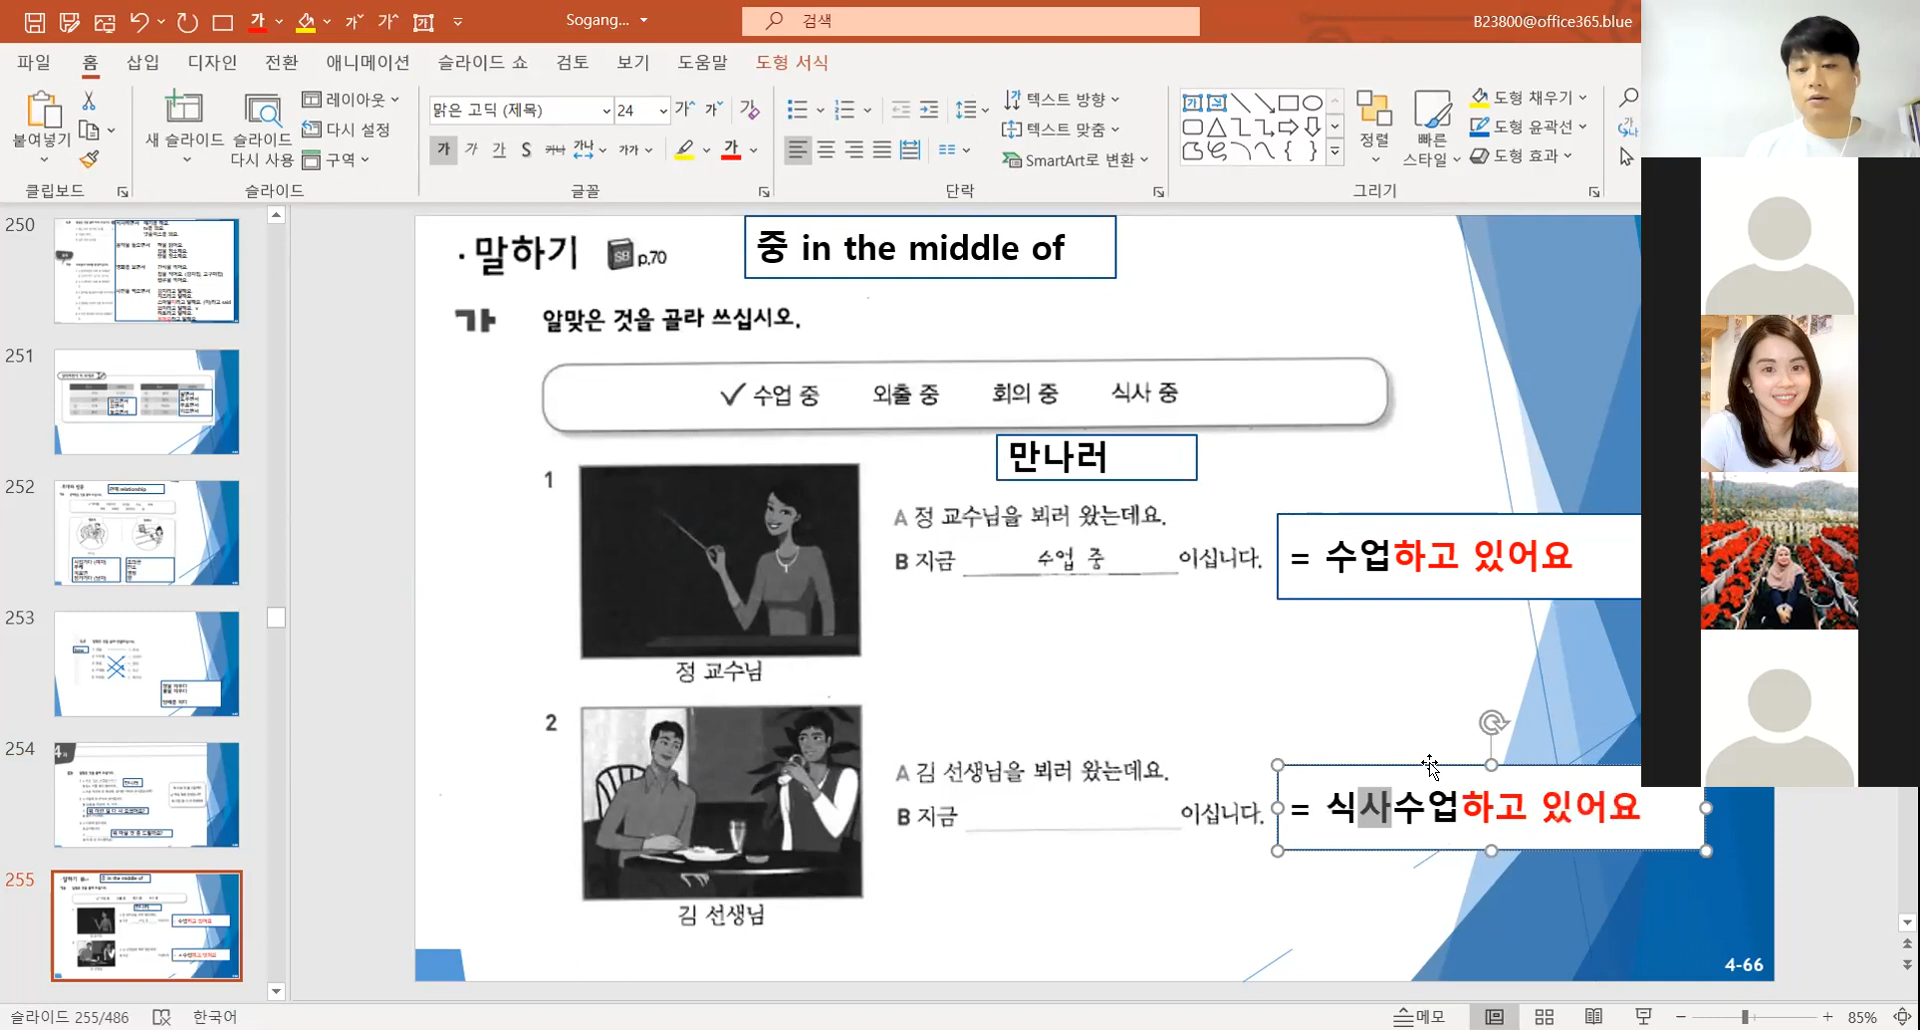 Sogang...
검색
B23800@office365.blue
파일 홈 삽입 디자인 전환 애니메이션 슬라이드 쇼 검토 보기 도움말 도형 서식
붙여넣기
클립보드
새 슬라이드
슬라이드 다시 사용
레이아웃
다시 설정
구역
슬라이드
맑은 고딕 (제목) 24
글꼴
텍스트 방향
텍스트 맞춤
SmartArt로 변환
단락
정렬
빠른 스타일
도형 채우기
도형 윤곽선
도형 효과
그리기
250
251
252
253
254
255
· 말하기 SB p.70
중 in the middle of
가 알맞은 것을 골라 쓰십시오.
✓ 수업 중 외출 중 회의 중 식사 중
만나러
1
A 정 교수님을 뵈러 왔는데요.
B 지금 수업 중 이십니다.
= 수업하고 있어요
정 교수님
2
A 김 선생님을 뵈러 왔는데요.
B 지금 이십니다.
= 식사수업하고 있어요
김 선생님
4-66
슬라이드 255/486 한국어
메모
85%